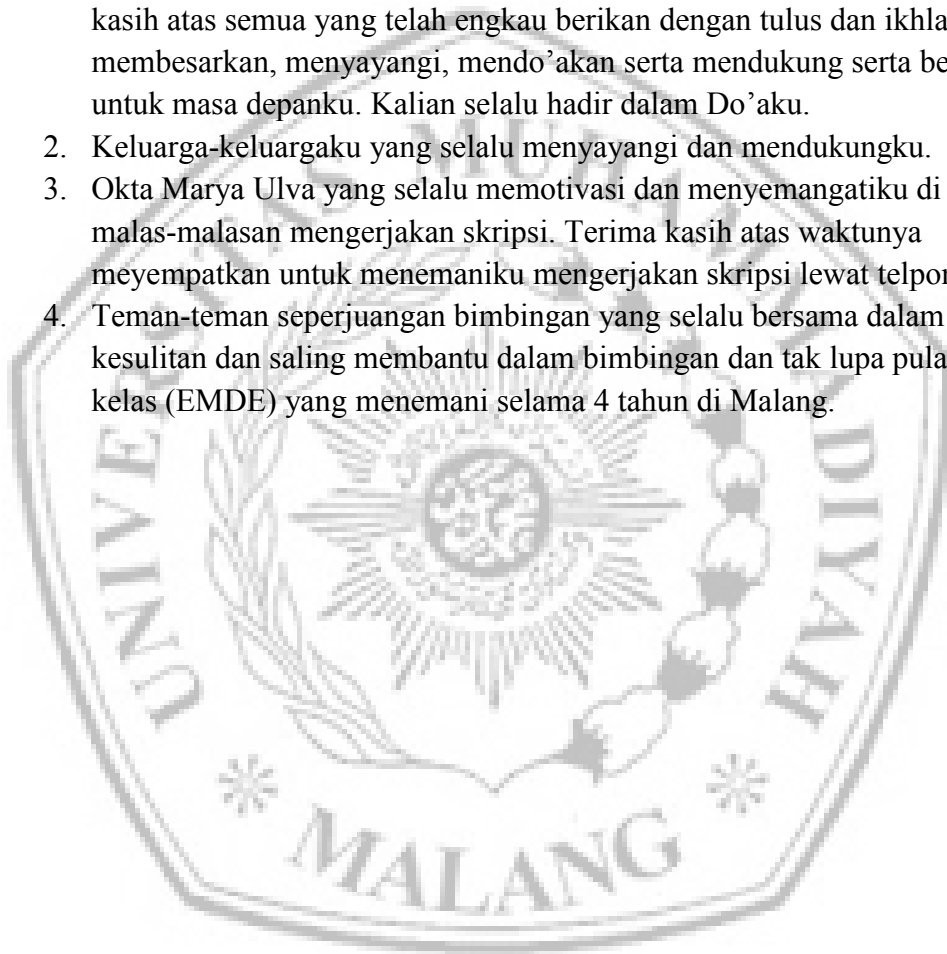 kasih atas semua yang telah engkau berikan dengan tulus dan ikhla
membesarkan, menyayangi, mendo’akan serta mendukung serta be
untuk masa depanku. Kalian selalu hadir dalam Do’aku.
2. Keluarga-keluargaku yang selalu menyayangi dan mendukungku.
3. Okta Marya Ulva yang selalu memotivasi dan menyemangatiku di
malas-malasan mengerjakan skripsi. Terima kasih atas waktunya
meyempatkan untuk menemaniku mengerjakan skripsi lewat telpon
4. Teman-teman seperjuangan bimbingan yang selalu bersama dalam
kesulitan dan saling membantu dalam bimbingan dan tak lupa pula
kelas (EMDE) yang menemani selama 4 tahun di Malang.
UNIVERSITAS MUHAMMADIYAH
MALANG